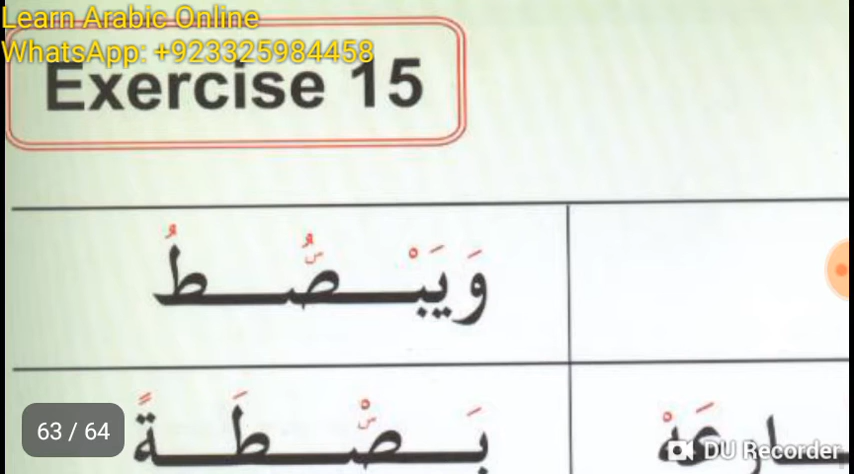 Learn Arabic Online
WhatsApp: +923325984458
Exercise 15
وَيَبْصُۜطُ
بَصْۜطَةً
63 / 64
DU Recorder